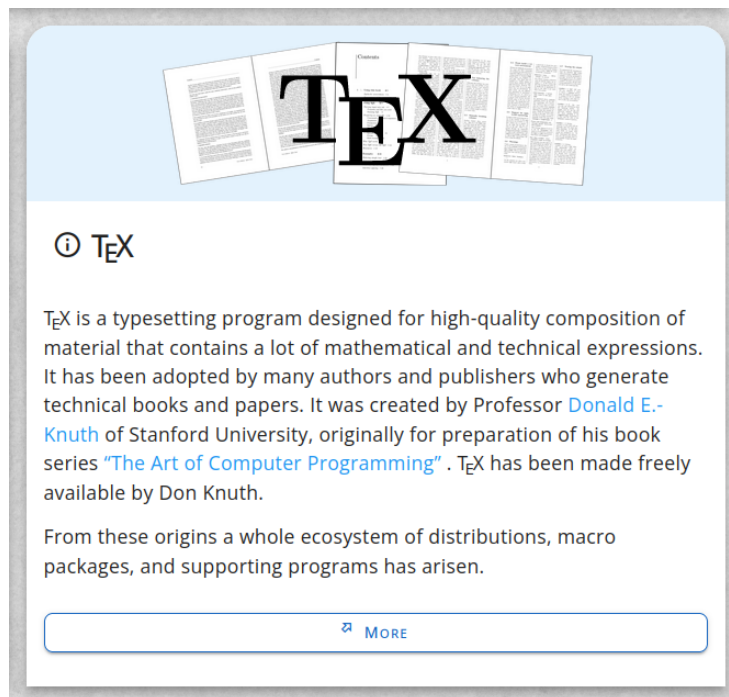 Contents
TEX
TEX
TEX is a typesetting program designed for high-quality composition of
material that contains a lot of mathematical and technical expressions.
It has been adopted by many authors and publishers who generate
technical books and papers. It was created by Professor Donald E.-
Knuth of Stanford University, originally for preparation of his book
series “The Art of Computer Programming” . TEX has been made freely
available by Don Knuth.
From these origins a whole ecosystem of distributions, macro
packages, and supporting programs has arisen.
More